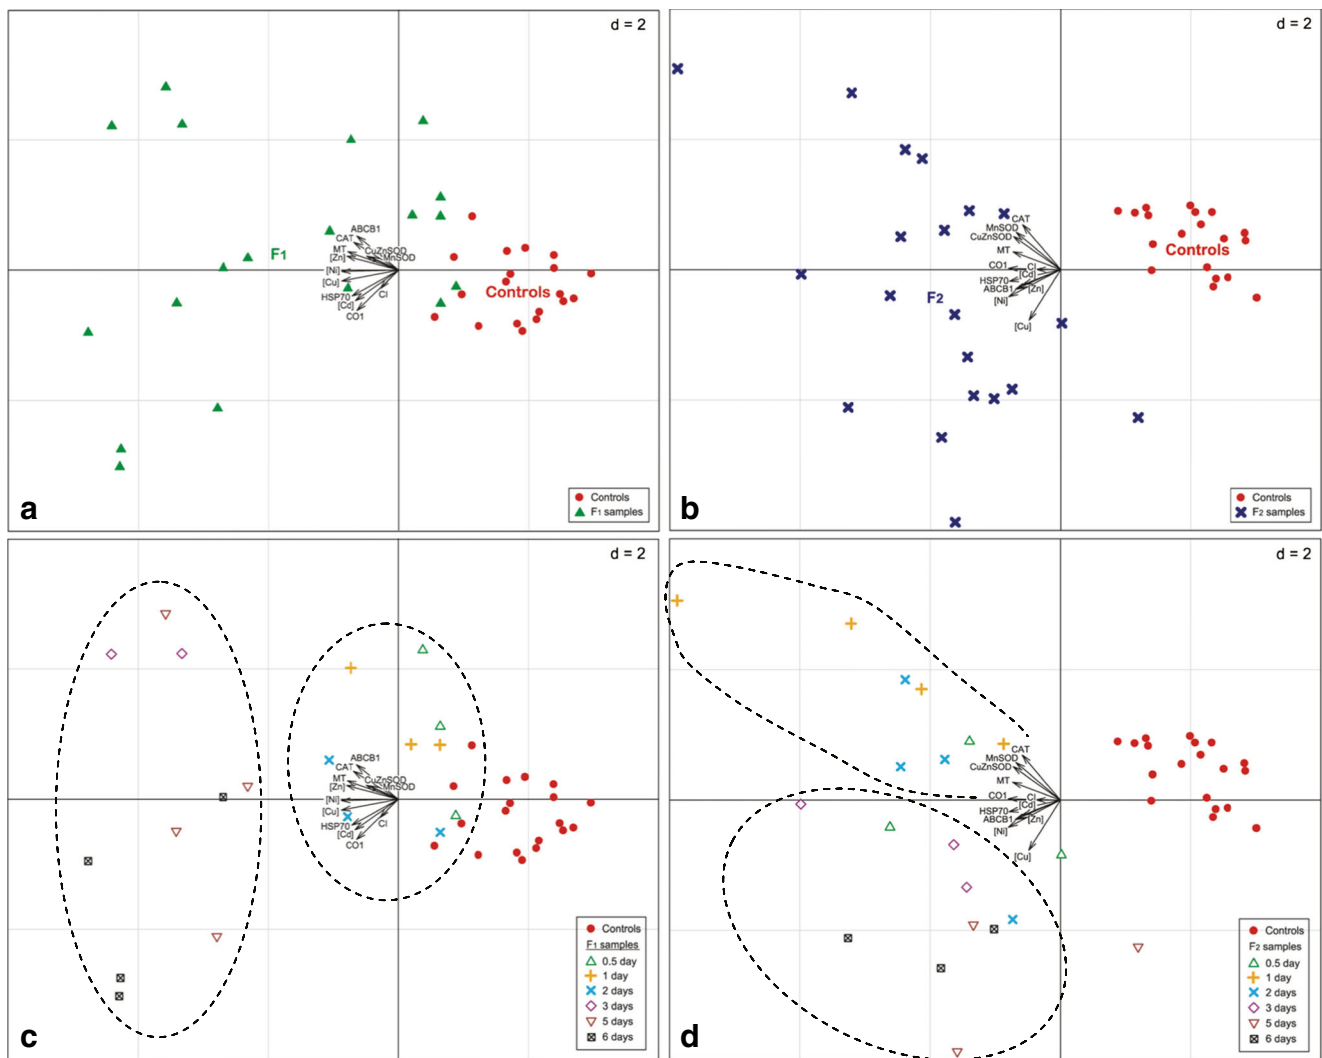 d = 2
ABCB1
CAT
MT
CuZnSOD
[Zn]
MnSOD
F1
[Ni]
[Cu]
Controls
HSP70
Cl
[Cd]
CO1
Controls
F1 samples
a
d = 2
CAT
MnSOD
CuZnSOD
MT
Controls
CO1
Cl
[Cd]
HSP70
ABCB1
[Zn]
F2
[Ni]
[Cu]
Controls
F2 samples
b
d = 2
ABCB1
CAT
MT
CuZnSOD
[Zn]
MnSOD
[Ni]
[Cu]
HSP70
Cl
[Cd]
CO1
Controls
F1 samples
0.5 day
1 day
2 days
3 days
5 days
6 days
c
d = 2
CAT
MnSOD
CuZnSOD
MT
CO1
Cl
[Cd]
HSP70
ABCB1
[Zn]
[Ni]
[Cu]
Controls
F2 samples
0.5 day
1 day
2 days
3 days
5 days
6 days
d